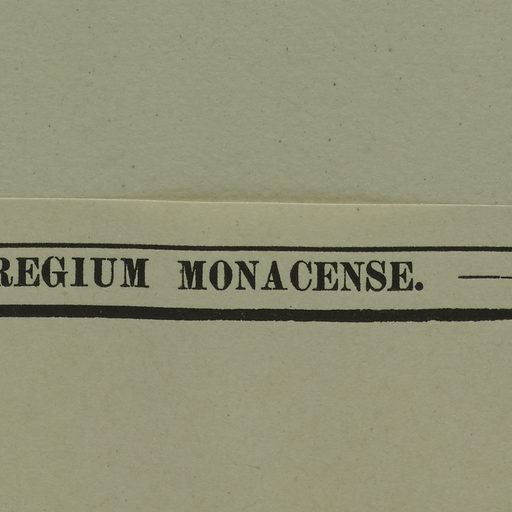 REGIUM MONACENSE. —